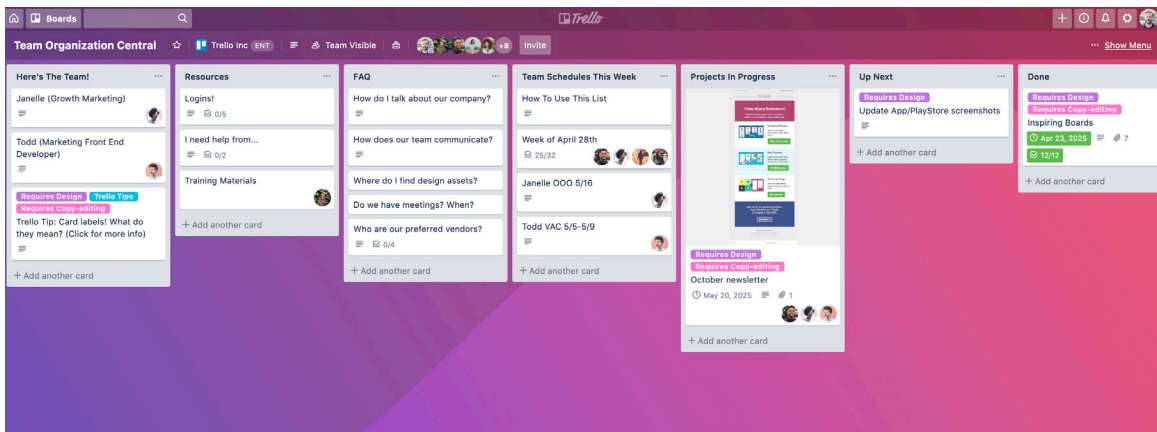 Boards
Trello
Team Organization Central
Trello Inc ENT
Team Visible
+8
Invite
Show Menu
Here's The Team!
Janelle (Growth Marketing)
Todd (Marketing Front End
Developer)
Requires Design Trello Tips
Requires Copy-editing
Trello Tip: Card labels! What do
they mean? (Click for more info)
+ Add another card
Resources
Logins!
0/5
I need help from...
0/2
Training Materials
+ Add another card
FAQ
How do I talk about our company?
How does our team communicate?
Where do I find design assets?
Do we have meetings? When?
Who are our preferred vendors?
0/4
+ Add another card
Team Schedules This Week
How To Use This List
Week of April 28th
25/32
Janelle OOO 5/16
Todd VAC 5/5-5/9
+ Add another card
Projects In Progress
Requires Design
Requires Copy-editing
October newsletter
May 20, 2025 1
+ Add another card
Up Next
Requires Design
Update App/PlayStore screenshots
+ Add another card
Done
Requires Design
Requires Copy-editing
Inspiring Boards
Apr 23, 2025 7
12/12
+ Add another card